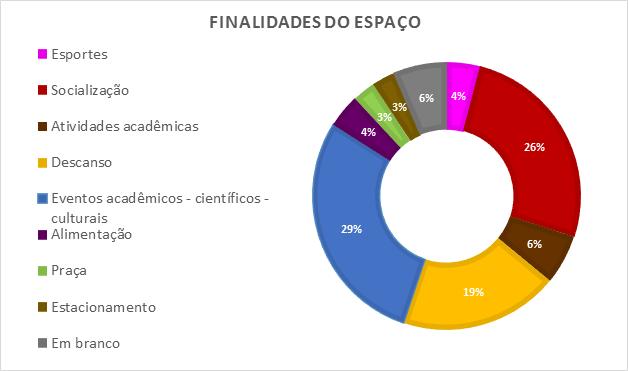 FINALIDADES DO ESPAÇO
Esportes
Socialização
Atividades acadêmicas
Descanso
Eventos acadêmicos - científicos -
culturais
Alimentação
Praça
Estacionamento
Em branco
4%
26%
6%
19%
29%
4%
3%
3%
6%